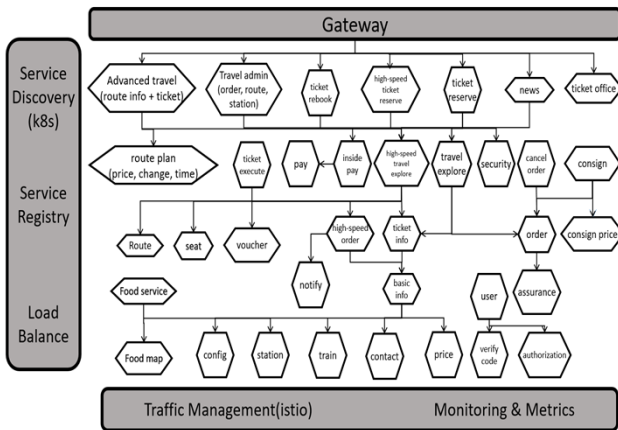 Gateway
Service
Discovery
(k8s)
Service
Registry
Load
Balance
Advanced travel
(route info + ticket)
Travel admin
(order, route,
station)
ticket
rebook
high-speed
ticket
reserve
ticket
reserve
news
ticket office
route plan
(price, change, time)
ticket
execute
pay
inside
pay
high-speed
travel
explore
travel
explore
security
cancel
order
consign
Route
seat
voucher
high-speed
order
ticket
info
order
consign price
Food service
notify
basic
info
user
assurance
Food map
config
station
train
contact
price
verify
code
authorization
Traffic Management(istio)
Monitoring & Metrics